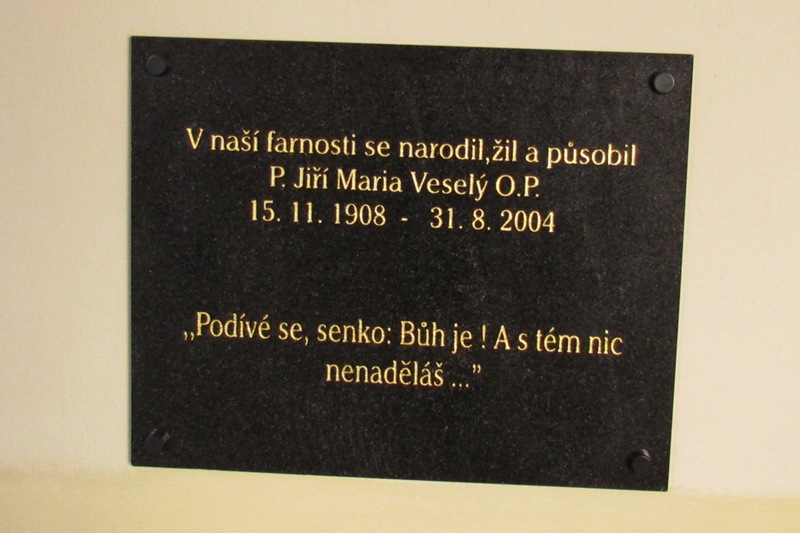 V naší farnosti se narodil,žil a působil
P. Jiří Maria Veselý O.P.
15. 11. 1908 - 31. 8. 2004
,,Podívé se, senko: Bůh je ! A s tém nic
nenaděláš ..."